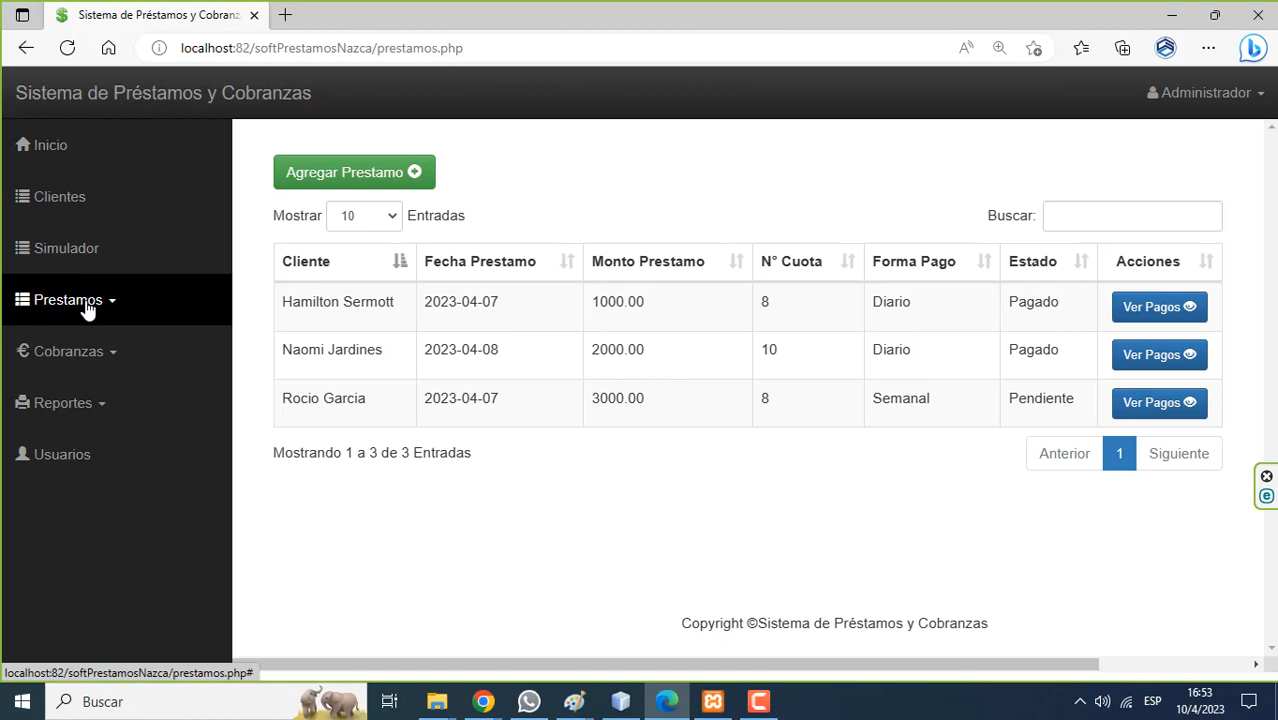 Sistema de Préstamos y Cobranz
localhost:82/softPrestamosNazca/prestamos.php
Sistema de Préstamos y Cobranzas
Administrador
Inicio
Clientes
Simulador
Prestamos
Cobranzas
Reportes
Usuarios
Agregar Prestamo
Mostrar 10 Entradas
Buscar:
Cliente Fecha Prestamo Monto Prestamo N° Cuota Forma Pago Estado Acciones
Hamilton Sermott 2023-04-07 1000.00 8 Diario Pagado Ver Pagos
Naomi Jardines 2023-04-08 2000.00 10 Diario Pagado Ver Pagos
Rocio Garcia 2023-04-07 3000.00 8 Semanal Pendiente Ver Pagos
Mostrando 1 a 3 de 3 Entradas
Anterior 1 Siguiente
Copyright ©Sistema de Préstamos y Cobranzas
localhost:82/softPrestamosNazca/prestamos.php#
Buscar
ESP
16:53
10/4/2023